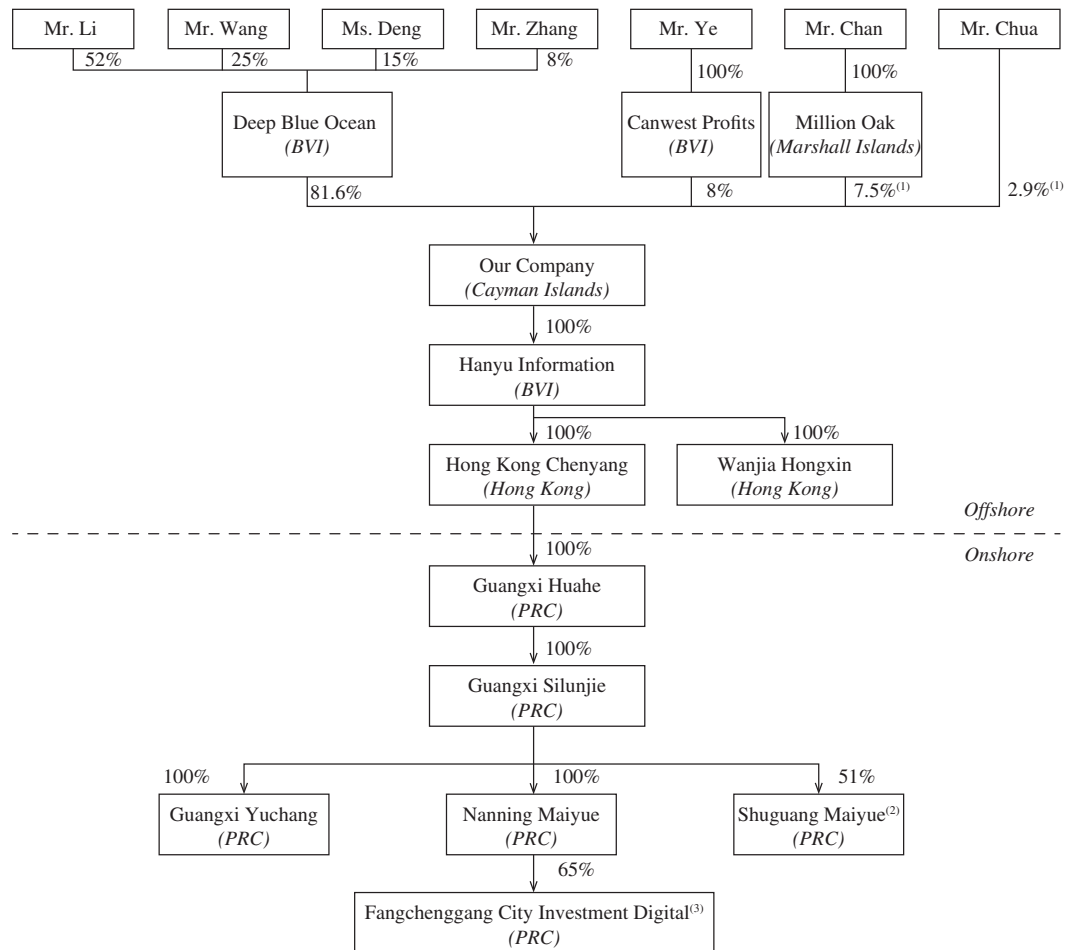 Mr. Li
Mr. Wang
Ms. Deng
Mr. Zhang
Mr. Ye
Mr. Chan
Mr. Chua
52%
25%
15%
8%
100%
100%
Deep Blue Ocean
(BVI)
Canwest Profits
(BVI)
Million Oak
(Marshall Islands)
81.6%
8%
7.5%(1)
2.9%(1)
Our Company
(Cayman Islands)
100%
Hanyu Information
(BVI)
100%
100%
Hong Kong Chenyang
(Hong Kong)
Wanjia Hongxin
(Hong Kong)
Offshore
Onshore
100%
Guangxi Huahe
(PRC)
100%
Guangxi Silunjie
(PRC)
100%
100%
51%
Guangxi Yuchang
(PRC)
Nanning Maiyue
(PRC)
Shuguang Maiyue(2)
(PRC)
65%
Fangchenggang City Investment Digital(3)
(PRC)